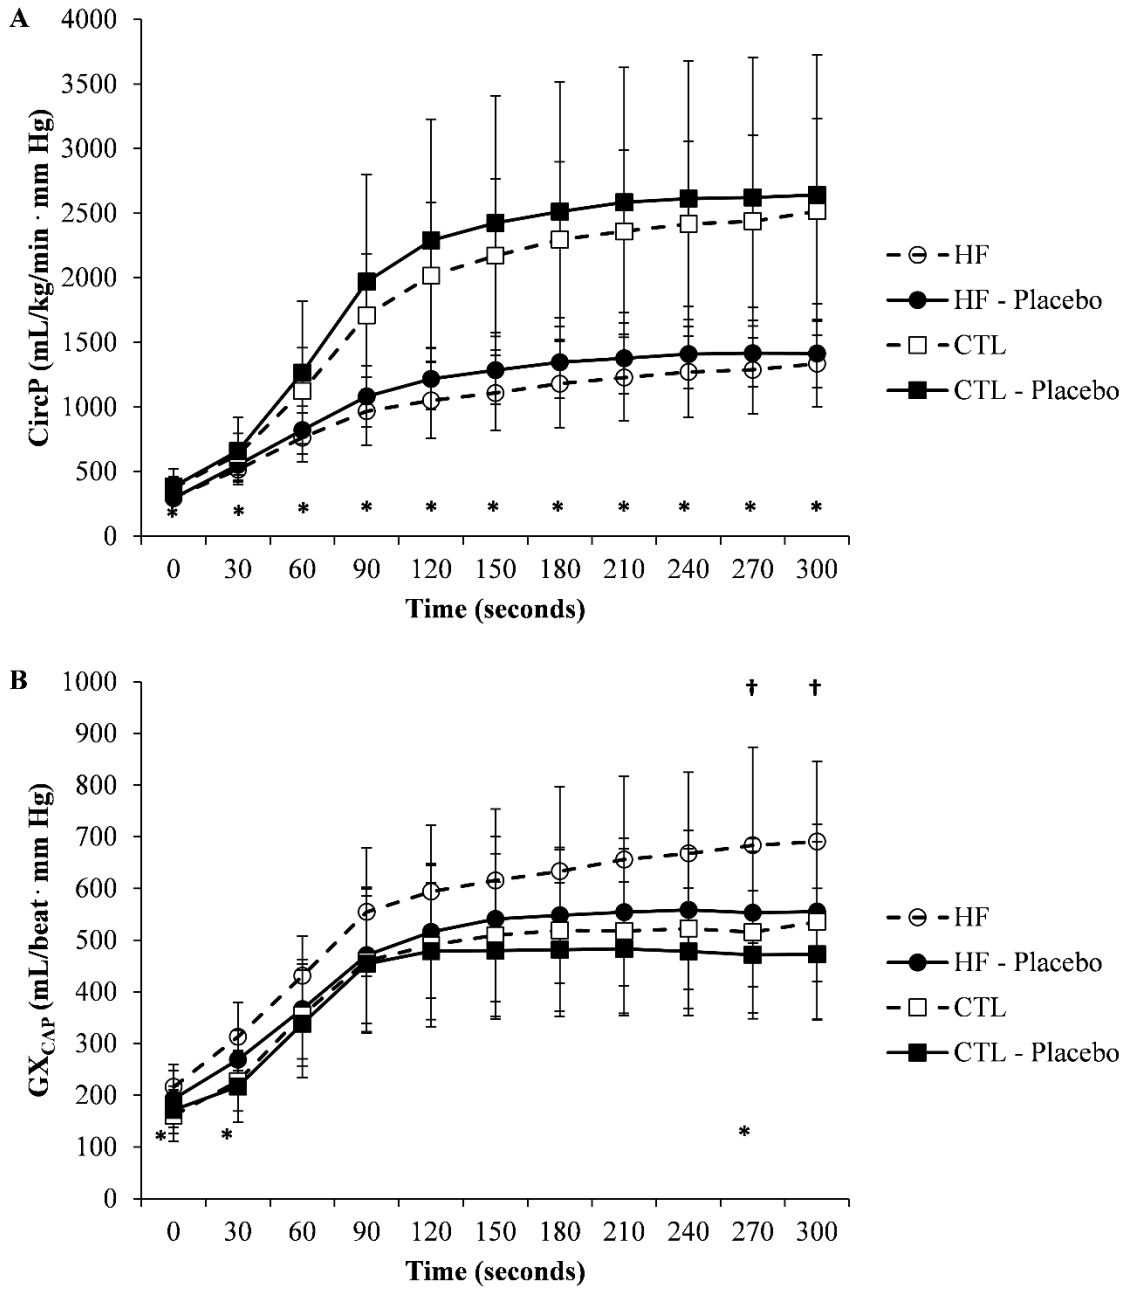 A
CircP (mL/kg/min · mm Hg)
4000
3500
3000
2500
2000
1500
1000
500
0
* * * * * * * * * * *
0 30 60 90 120 150 180 210 240 270 300
Time (seconds)
HF
HF - Placebo
CTL
CTL - Placebo
B
GXCAP (mL/beat· mm Hg)
1000
900
800
700
600
500
400
300
200
100
0
† †
* * *
0 30 60 90 120 150 180 210 240 270 300
Time (seconds)
HF
HF - Placebo
CTL
CTL - Placebo